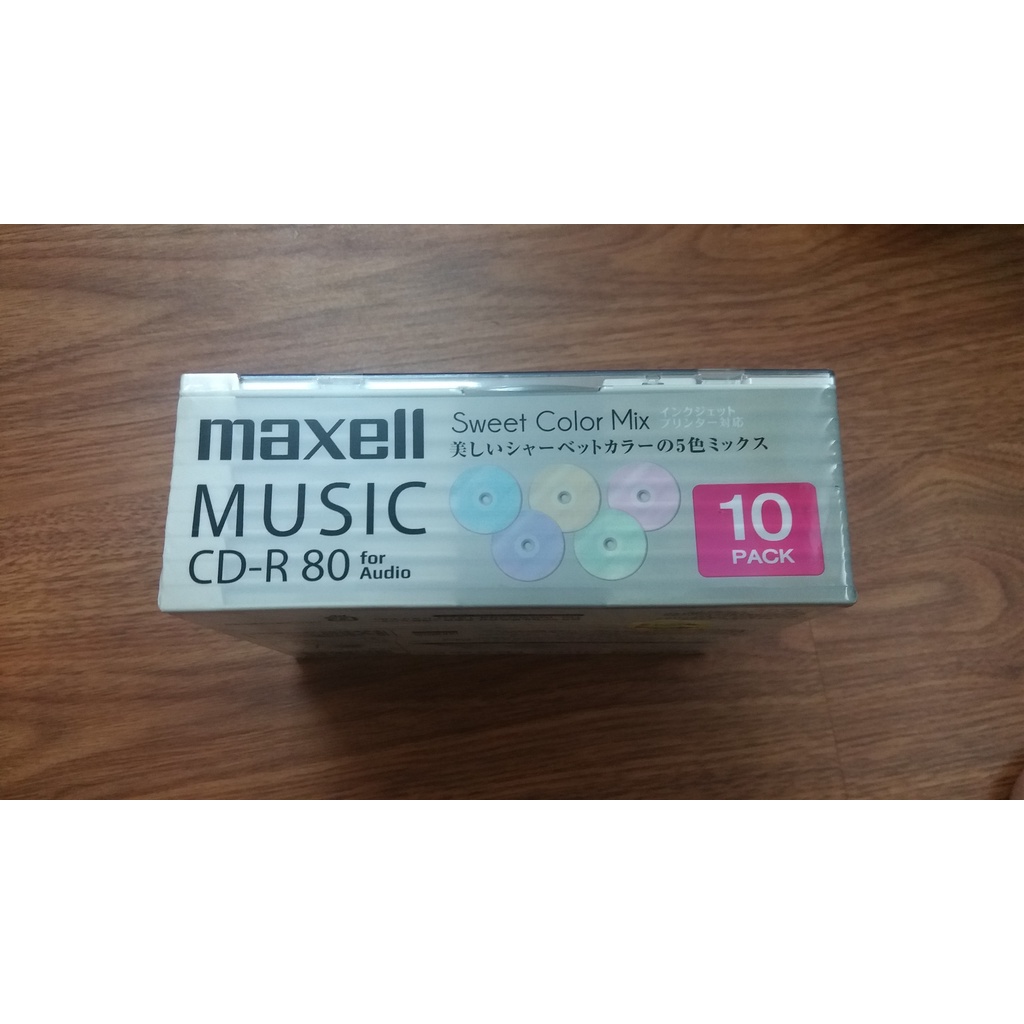 maxell
Sweet Color Mix
インクジェット
プリンター対応
美しいシャーベットカラーの5色ミックス
MUSIC
CD-R 80 for Audio
10
PACK